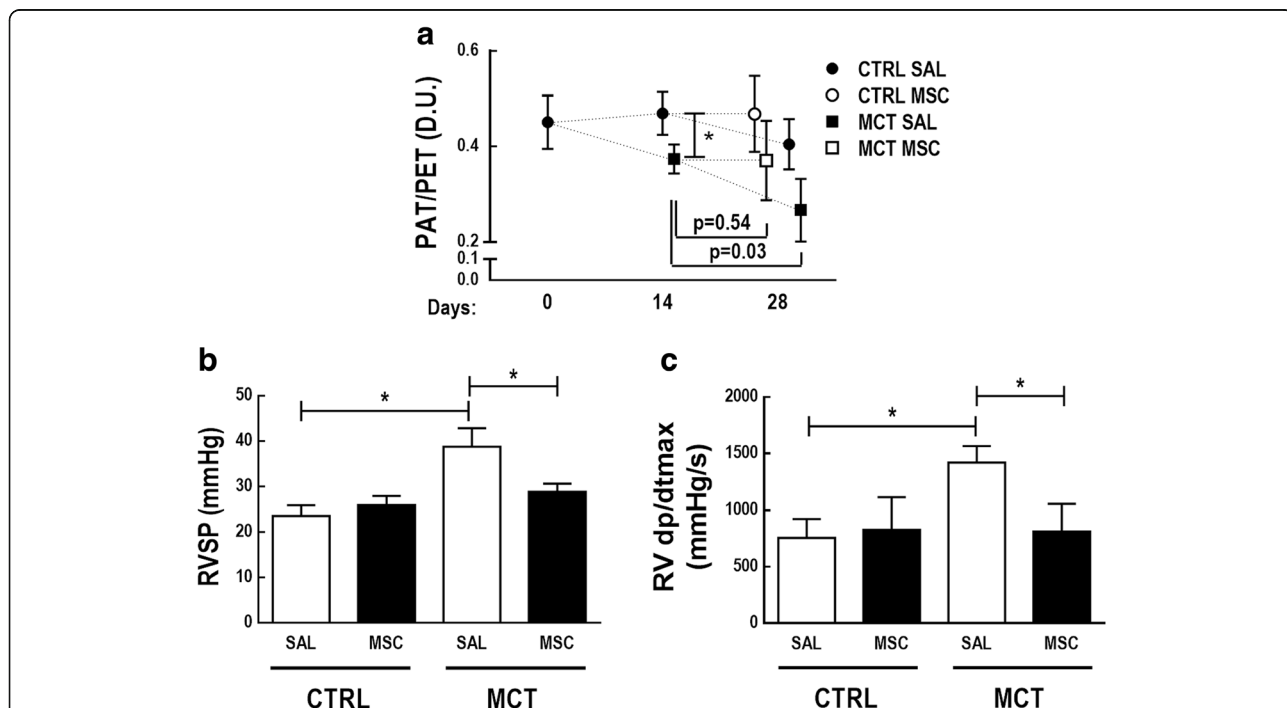 a
PAT/PET (D.U.)
0.6
0.4
0.2
0.1
0.0
CTRL SAL
CTRL MSC
MCT SAL
MCT MSC
*
p=0.54
p=0.03
Days: 0 14 28
b
RVSP (mmHg)
50
40
30
20
10
0
* *
SAL MSC SAL MSC
CTRL MCT
c
RV dp/dtmax
(mmHg/s)
2000
1500
1000
500
0
* *
SAL MSC SAL MSC
CTRL MCT